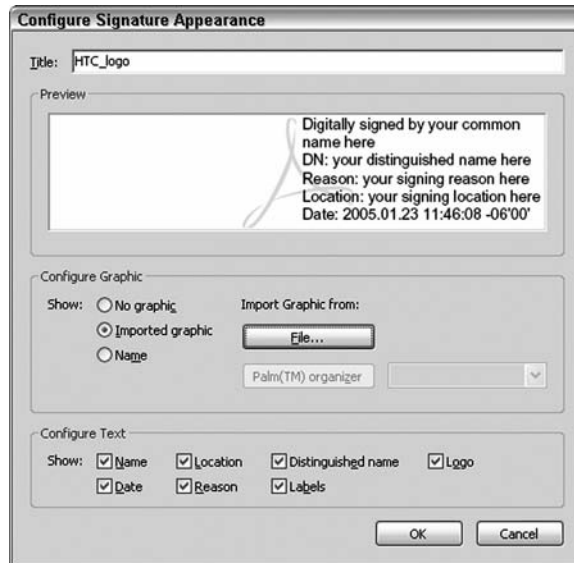 Configure Signature Appearance
Title: HTC_logo
Preview
Digitally signed by your common
name here
DN: your distinguished name here
Reason: your signing reason here
Location: your signing location here
Date: 2005.01.23 11:46:08 -06'00'
Configure Graphic
Show: No graphic Import Graphic from:
Imported graphic File...
Name
Palm(TM) organizer
Configure Text
Show: Name Location Distinguished name Logo
Date Reason Labels
OK Cancel